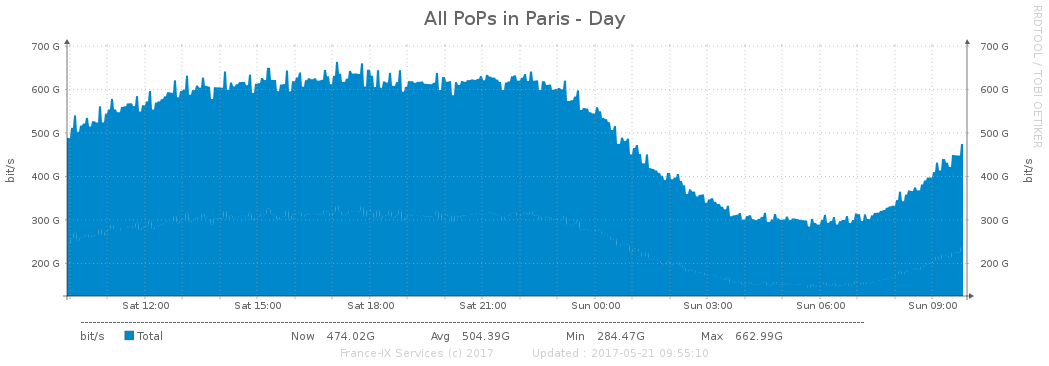 All PoPs in Paris - Day
RRDTOOL / TOBI OETIKER
700 G 700 G
600 G 600 G
500 G 500 G
400 G 400 G
300 G 300 G
200 G 200 G
bit/s bit/s
Sat 12:00 Sat 15:00 Sat 18:00 Sat 21:00 Sun 00:00 Sun 03:00 Sun 06:00 Sun 09:00
bit/s Total Now 474.02G Avg 504.39G Min 284.47G Max 662.99G
France-IX Services (c) 2017 Updated : 2017-05-21 09:55:10